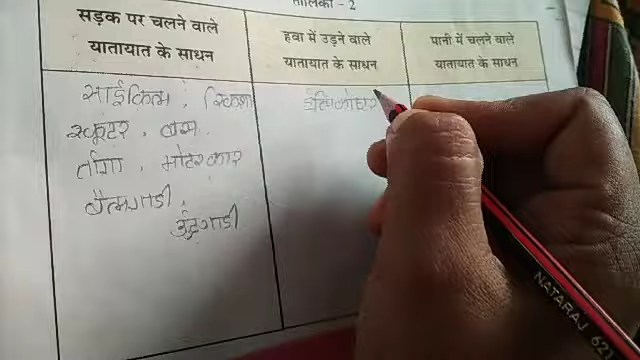 तालिका - 2
सड़क पर चलने वाले
यातायात के साधन
हवा में उड़ने वाले
यातायात के साधन
पानी में चलने वाले
यातायात के साधन
साईकिल, रिक्शा
स्कूटर, बस
तांगा, मोटरकार
बैलगाडी,
ऊँटगाडी
हेलिकोप्टर
NATARAJ 621